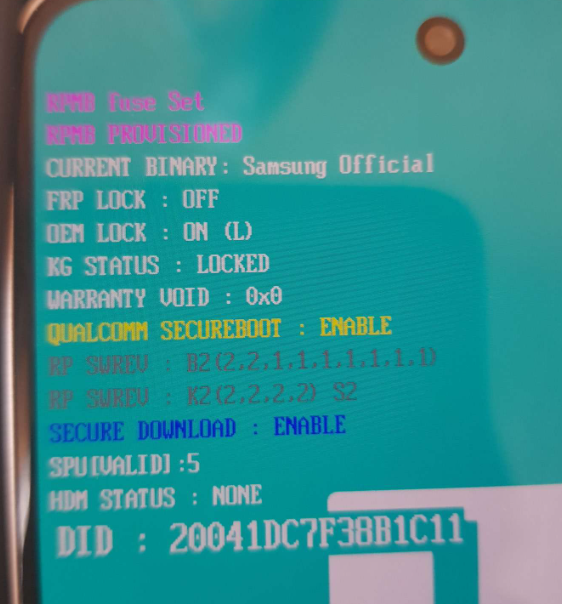 RPMB Fuse Set
RPMB PROVISIONED
CURRENT BINARY: Samsung Official
FRP LOCK : OFF
OEM LOCK : ON (L)
KG STATUS : LOCKED
WARRANTY VOID : 0x0
QUALCOMM SECUREBOOT : ENABLE
RP SWREV : B2(2,2,1,1,1,1,1,1,1)
RP SWREV : K2(2,2,2,2) S2
SECURE DOWNLOAD : ENABLE
SPU[VALID] :5
HDM STATUS : NONE
DID : 20041DC7F38B1C11